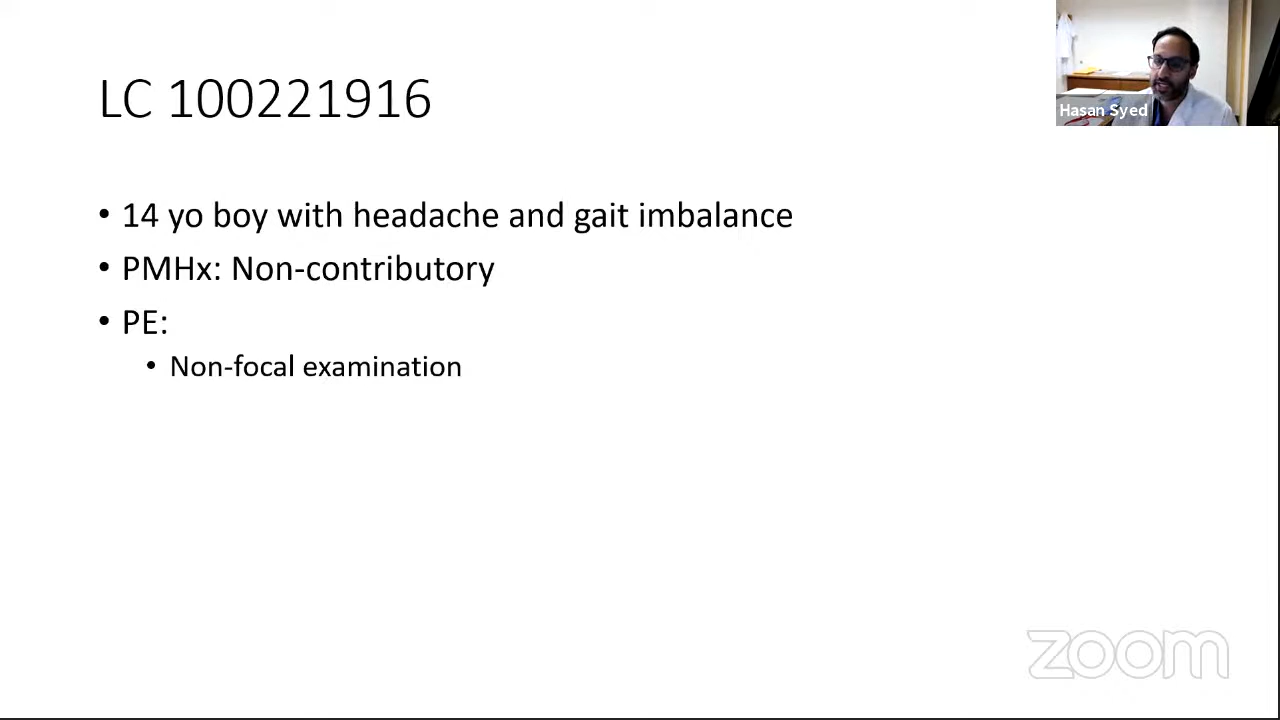 LC 100221916
Hasan Syed
• 14 yo boy with headache and gait imbalance
• PMHx: Non-contributory
• PE:
• Non-focal examination
zoom